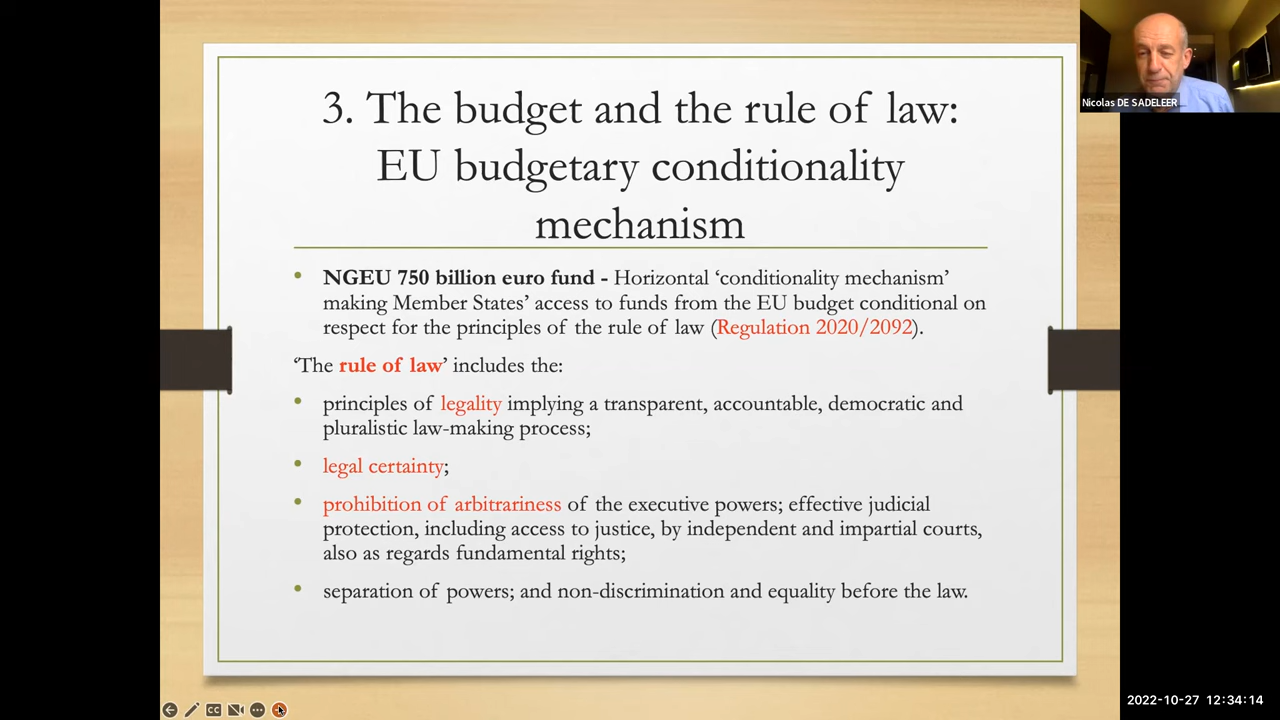 3. The budget and the rule of law:
EU budgetary conditionality
mechanism
• NGEU 750 billion euro fund - Horizontal ‘conditionality mechanism’
making Member States’ access to funds from the EU budget conditional on
respect for the principles of the rule of law (Regulation 2020/2092).
‘The rule of law’ includes the:
• principles of legality implying a transparent, accountable, democratic and
pluralistic law-making process;
• legal certainty;
• prohibition of arbitrariness of the executive powers; effective judicial
protection, including access to justice, by independent and impartial courts,
also as regards fundamental rights;
• separation of powers; and non-discrimination and equality before the law.
Nicolas DE SADELEER
CC
2022-10-27 12:34:14